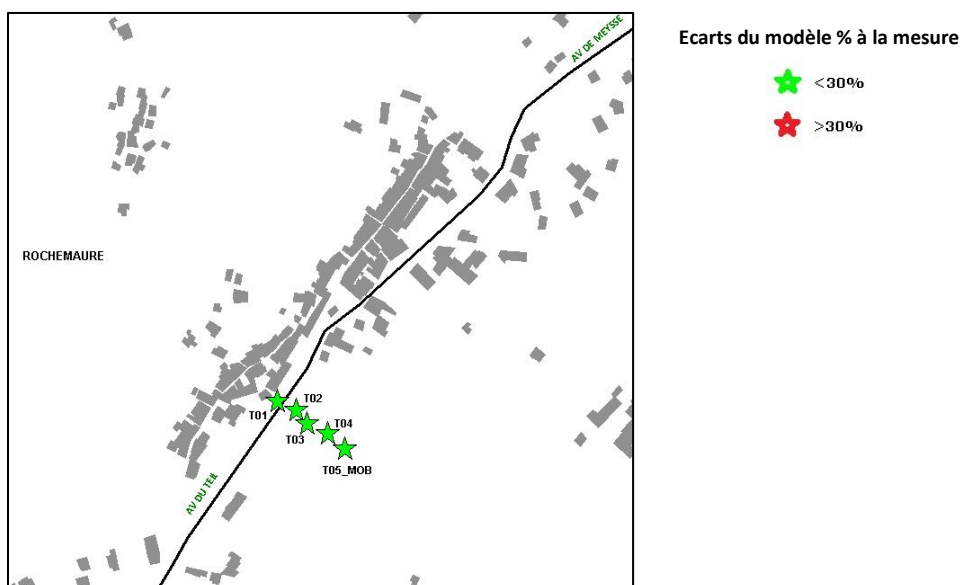 AV DE MEYSSE
ROCHEMAURE
T01
T02
T03
T04
T05_MOB
AV DU TEIL
Ecarts du modèle % à la mesure
<30%
>30%